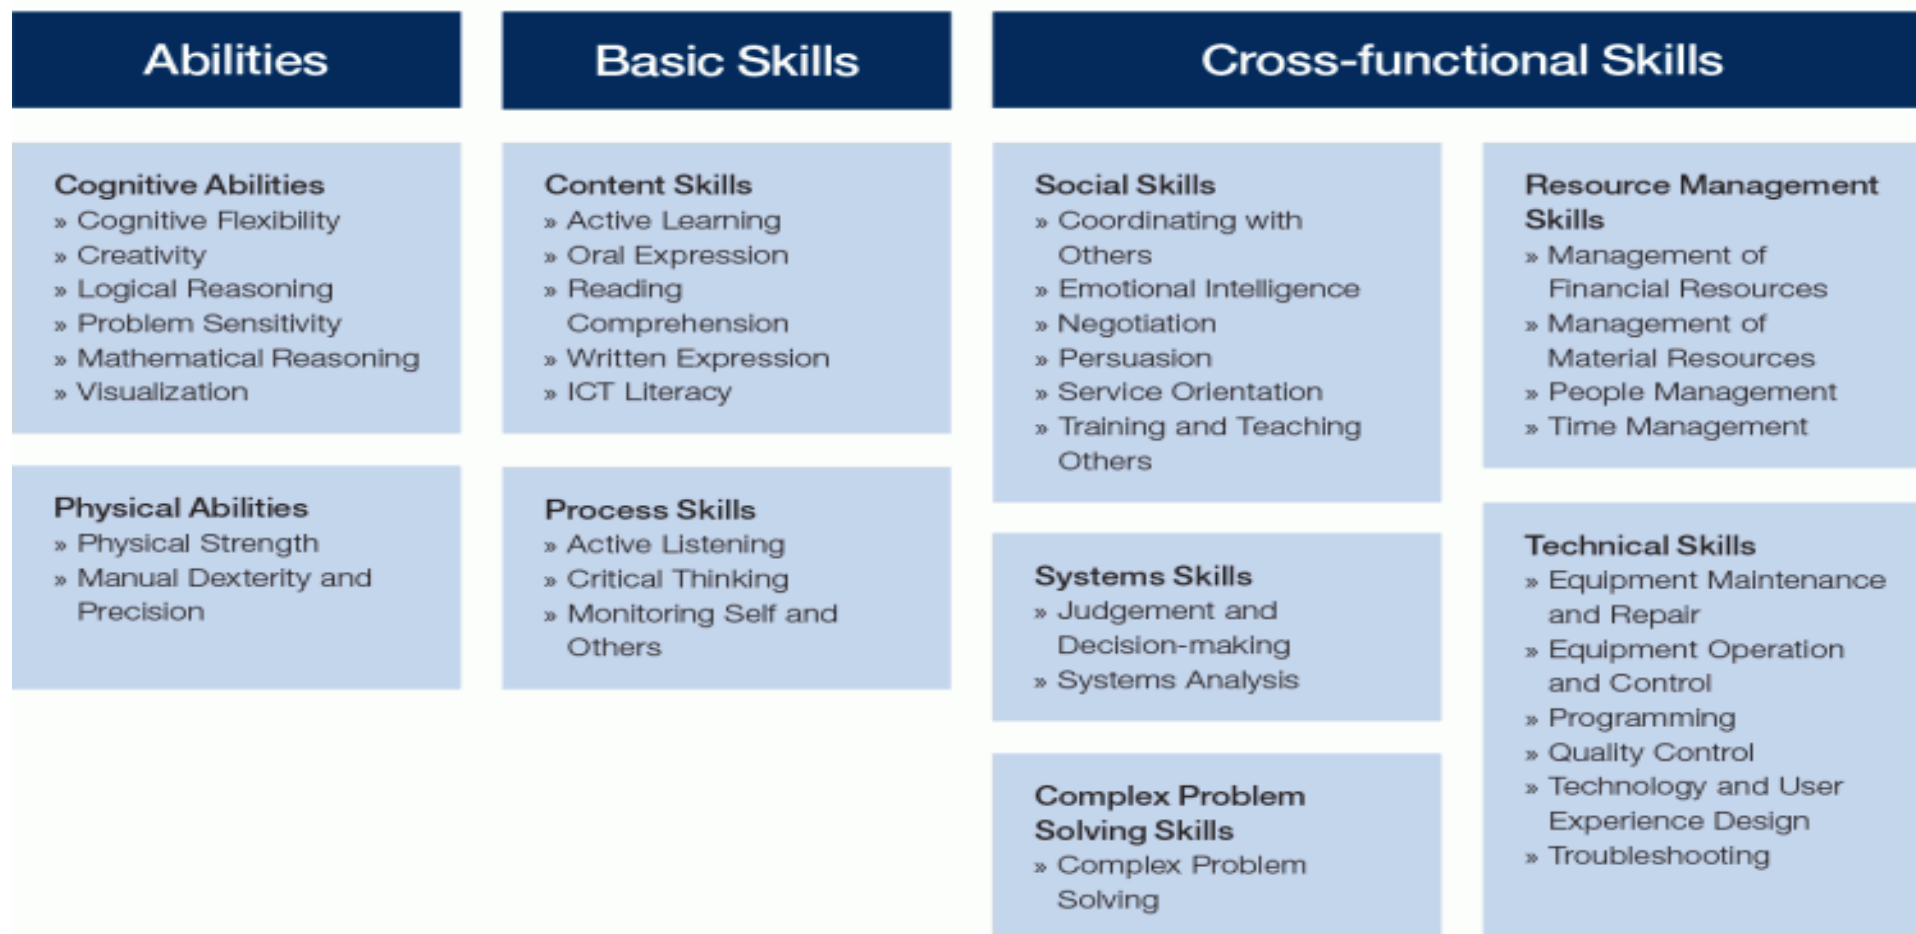 Abilities
Cognitive Abilities
» Cognitive Flexibility
» Creativity
» Logical Reasoning
» Problem Sensitivity
» Mathematical Reasoning
» Visualization
Physical Abilities
» Physical Strength
» Manual Dexterity and
Precision
Basic Skills
Content Skills
» Active Learning
» Oral Expression
» Reading
Comprehension
» Written Expression
» ICT Literacy
Process Skills
» Active Listening
» Critical Thinking
» Monitoring Self and
Others
Cross-functional Skills
Social Skills
» Coordinating with
Others
» Emotional Intelligence
» Negotiation
» Persuasion
» Service Orientation
» Training and Teaching
Others
Systems Skills
» Judgement and
Decision-making
» Systems Analysis
Complex Problem
Solving Skills
» Complex Problem
Solving
Resource Management
Skills
» Management of
Financial Resources
» Management of
Material Resources
» People Management
» Time Management
Technical Skills
» Equipment Maintenance
and Repair
» Equipment Operation
and Control
» Programming
» Quality Control
» Technology and User
Experience Design
» Troubleshooting